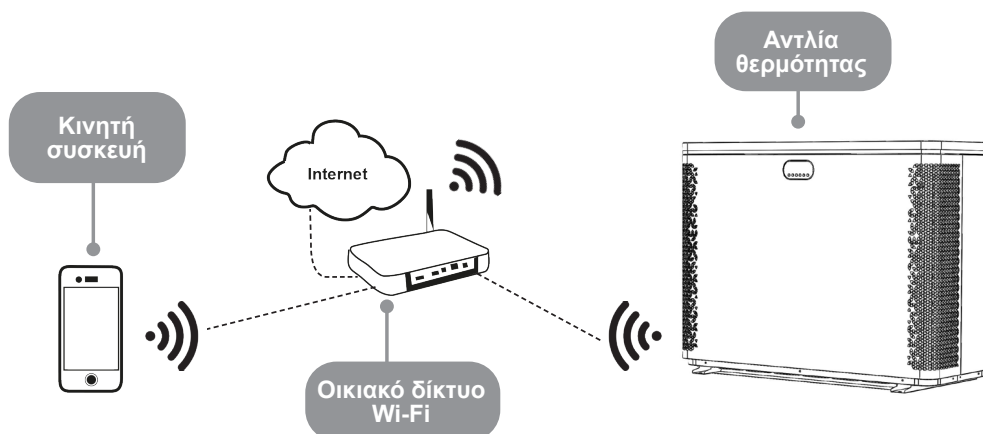 Αντλία
θερμότητας
Κινητή
συσκευή
Internet
Οικιακό δίκτυο
Wi-Fi